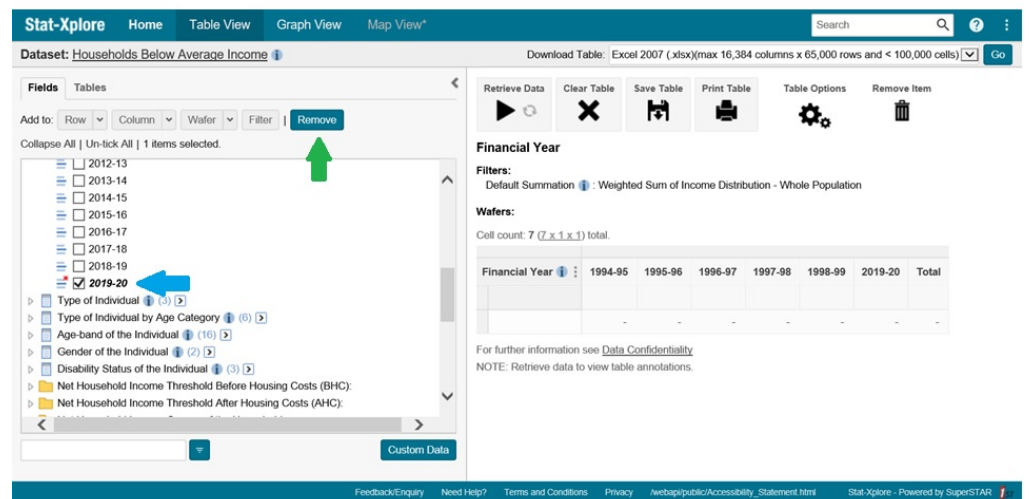 Stat-Xplore Home Table View Graph View Map View* Search
Dataset: Households Below Average Income Download Table: Excel 2007 (.xlsx)(max 16,384 columns x 65,000 rows and < 100,000 cells) Go
Fields Tables
Add to: Row Column Wafer Filter | Remove
Collapse All | Un-tick All | 1 items selected.
2012-13
2013-14
2014-15
2015-16
2016-17
2017-18
2018-19
2019-20
Type of Individual (3)
Type of Individual by Age Category (6)
Age-band of the Individual (16)
Gender of the Individual (2)
Disability Status of the Individual (3)
Net Household Income Threshold Before Housing Costs (BHC):
Net Household Income Threshold After Housing Costs (AHC):
Custom Data
Retrieve Data Clear Table Save Table Print Table Table Options Remove Item
Financial Year
Filters:
Default Summation : Weighted Sum of Income Distribution - Whole Population
Wafers:
Cell count: 7 (7 x 1 x 1) total.
Financial Year 1994-95 1995-96 1996-97 1997-98 1998-99 2019-20 Total
- - - - - - -
For further information see Data Confidentiality
NOTE: Retrieve data to view table annotations.
Feedback/Enquiry Need Help? Terms and Conditions Privacy /webapi/public/Accessibility_Statement.html Stat-Xplore - Powered by SuperSTAR